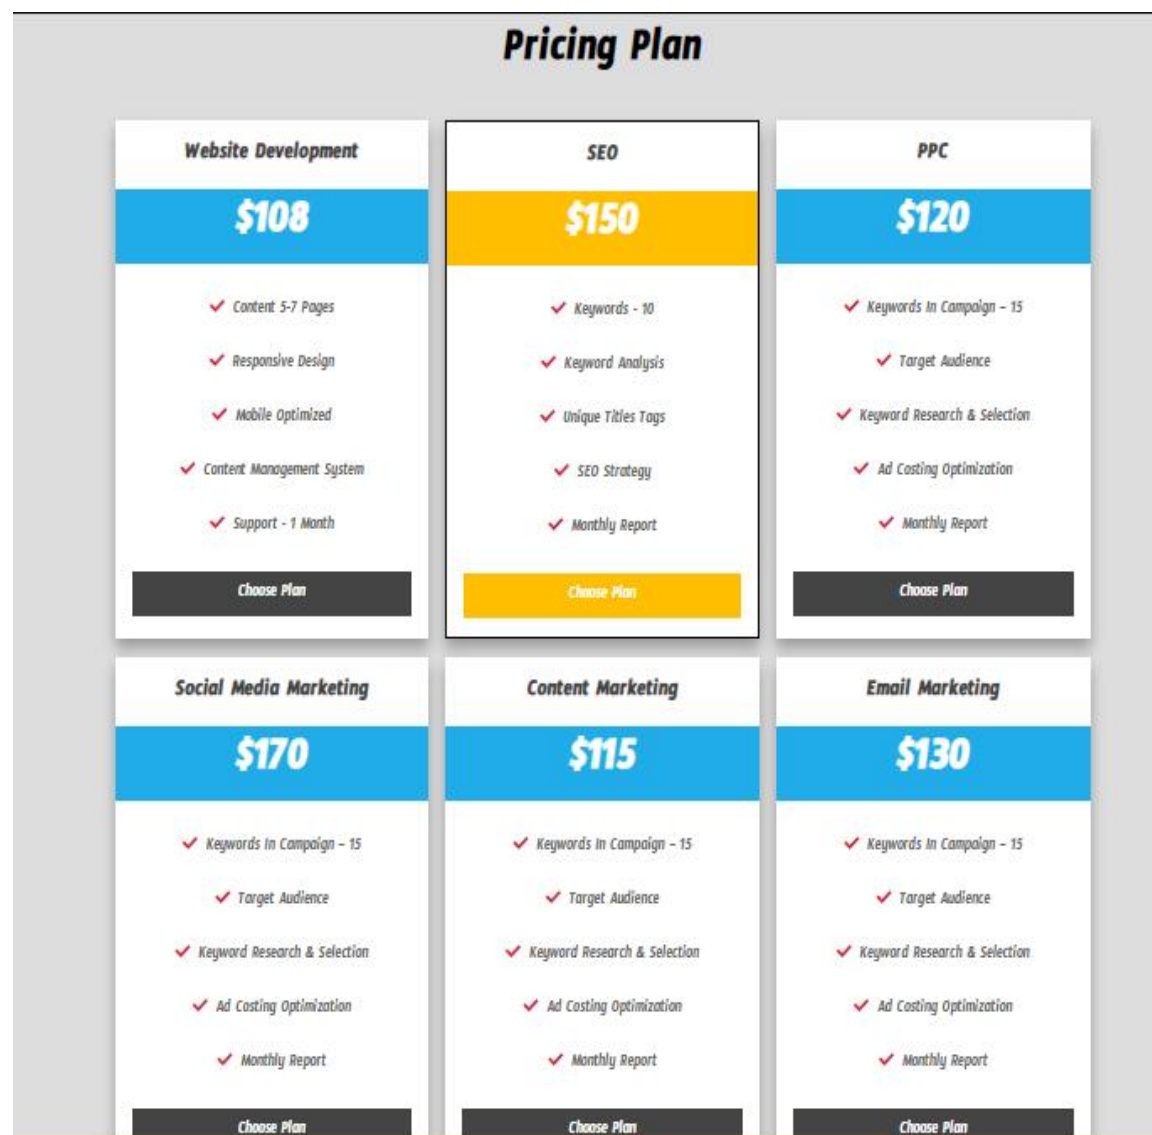 Pricing Plan
Website Development
$108
Content 5-7 Pages
Responsive Design
Mobile Optimized
Content Management System
Support - 1 Month
Choose Plan
SEO
$150
Keywords - 10
Keyword Analysis
Unique Titles Tags
SEO Strategy
Monthly Report
Choose Plan
PPC
$120
Keywords In Campaign – 15
Target Audience
Keyword Research & Selection
Ad Costing Optimization
Monthly Report
Choose Plan
Social Media Marketing
$170
Keywords In Campaign – 15
Target Audience
Keyword Research & Selection
Ad Costing Optimization
Monthly Report
Choose Plan
Content Marketing
$115
Keywords In Campaign – 15
Target Audience
Keyword Research & Selection
Ad Costing Optimization
Monthly Report
Choose Plan
Email Marketing
$130
Keywords In Campaign – 15
Target Audience
Keyword Research & Selection
Ad Costing Optimization
Monthly Report
Choose Plan